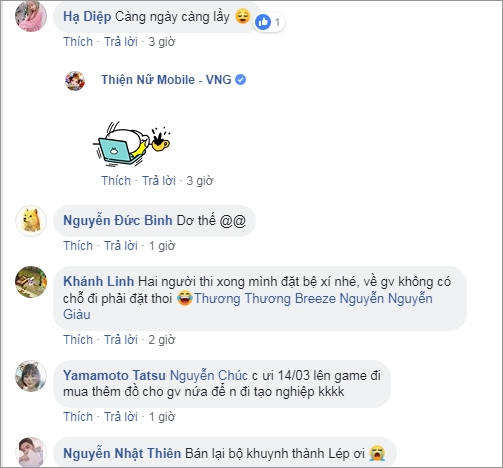 Hạ Diệp Càng ngày càng lầy
1
Thích · Trả lời · 3 giờ
Thiện Nữ Mobile - VNG
Thích · Trả lời · 3 giờ
Nguyễn Đức Bình Dơ thế @@
Thích · Trả lời · 1 giờ
Khánh Linh Hai người thi xong mình đặt bệ xí nhé, về gv không có
chỗ đi phải đặt thoi 😂Thương Thương Breeze Nguyễn Nguyễn
Giàu
Thích · Trả lời · 2 giờ
Yamamoto Tatsu Nguyễn Chúc c ưi 14/03 lên game đi
mua thêm đồ cho gv nứa để n đi tạo nghiệp kkkk
Thích · Trả lời · 1 giờ
Nguyễn Nhật Thiên Bán lại bộ khuynh thành Lép ơi 😭